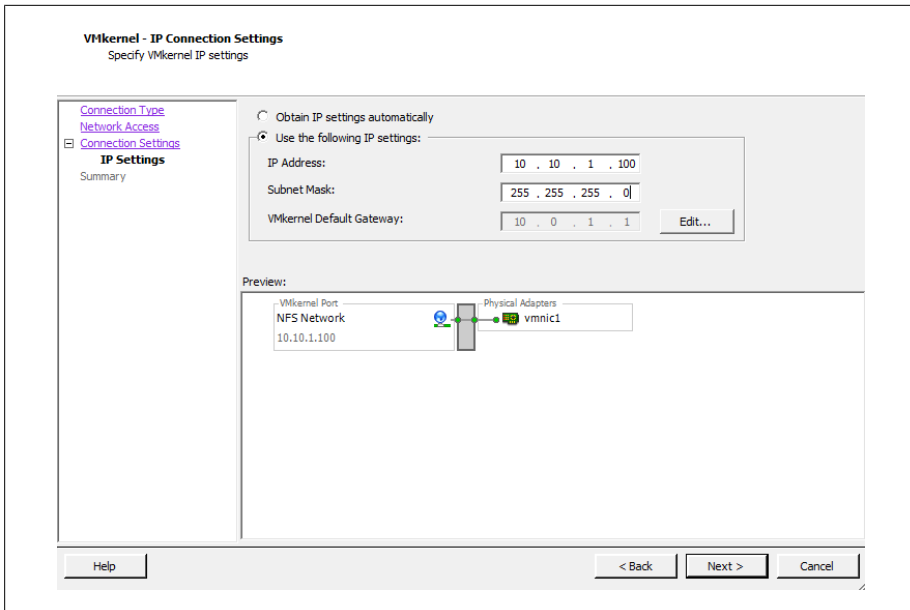 VMkernel - IP Connection Settings
Specify VMkernel IP settings
Connection Type
Network Access
Connection Settings
IP Settings
Summary
Obtain IP settings automatically
Use the following IP settings:
IP Address: 10 . 10 . 1 . 100
Subnet Mask: 255 . 255 . 255 . 0
VMkernel Default Gateway: 10 . 0 . 1 . 1 Edit...
Preview:
VMkernel Port Physical Adapters
NFS Network vmnic1
10.10.1.100
Help < Back Next > Cancel